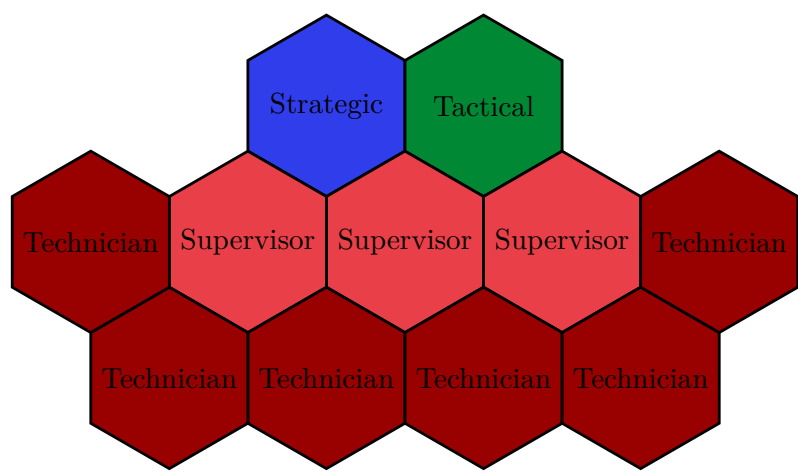 Strategic
Tactical
Technician
Supervisor
Supervisor
Supervisor
Technician
Technician
Technician
Technician
Technician